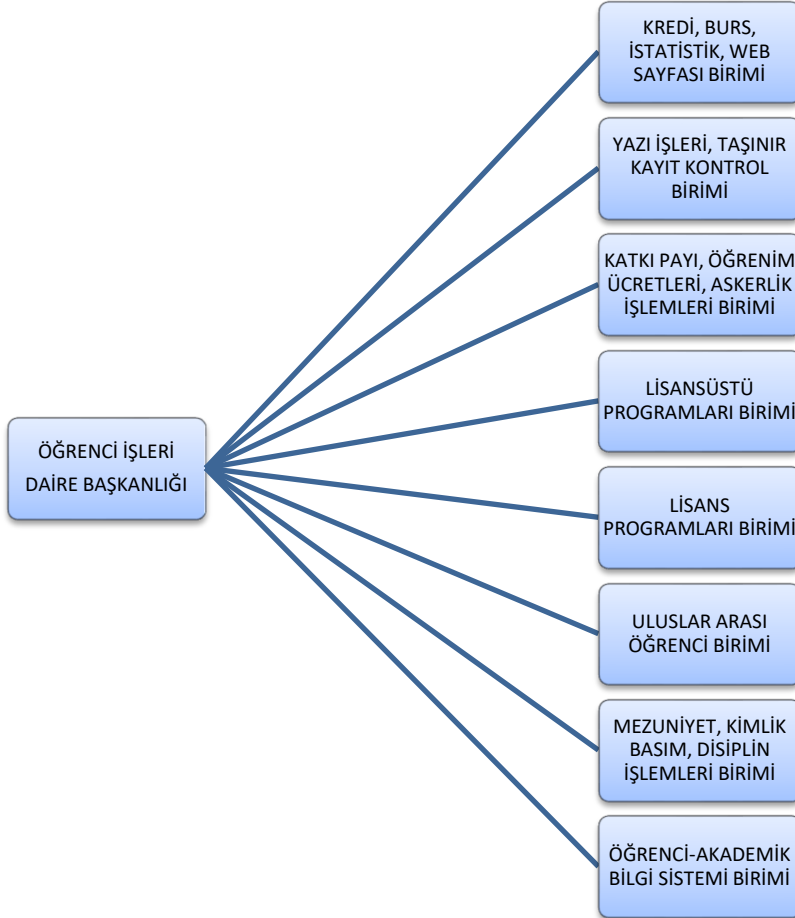 KREDİ, BURS,
İSTATİSTİK, WEB
SAYFASI BİRİMİ
YAZI İŞLERİ, TAŞINIR
KAYIT KONTROL
BİRİMİ
KATKI PAYI, ÖĞRENİM
ÜCRETLERİ, ASKERLİK
İŞLEMLERİ BİRİMİ
LİSANSÜSTÜ
PROGRAMLARI BİRİMİ
ÖĞRENCİ İŞLERİ
DAİRE BAŞKANLIĞI
LİSANS
PROGRAMLARI BİRİMİ
ULUSLAR ARASI
ÖĞRENCİ BİRİMİ
MEZUNİYET, KİMLİK
BASIM, DİSİPLİN
İŞLEMLERİ BİRİMİ
ÖĞRENCİ-AKADEMİK
BİLGİ SİSTEMİ BİRİMİ